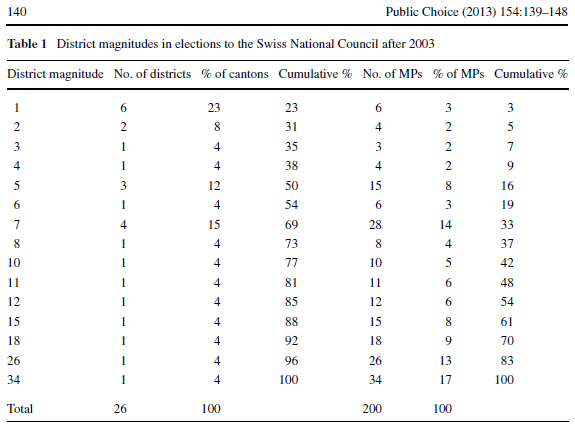 140 Public Choice (2013) 154:139–148
Table 1 District magnitudes in elections to the Swiss National Council after 2003
District magnitude No. of districts % of cantons Cumulative % No. of MPs % of MPs Cumulative %
1 6 23 23 6 3 3
2 2 8 31 4 2 5
3 1 4 35 3 2 7
4 1 4 38 4 2 9
5 3 12 50 15 8 16
6 1 4 54 6 3 19
7 4 15 69 28 14 33
8 1 4 73 8 4 37
10 1 4 77 10 5 42
11 1 4 81 11 6 48
12 1 4 85 12 6 54
15 1 4 88 15 8 61
18 1 4 92 18 9 70
26 1 4 96 26 13 83
34 1 4 100 34 17 100
Total 26 100 200 100